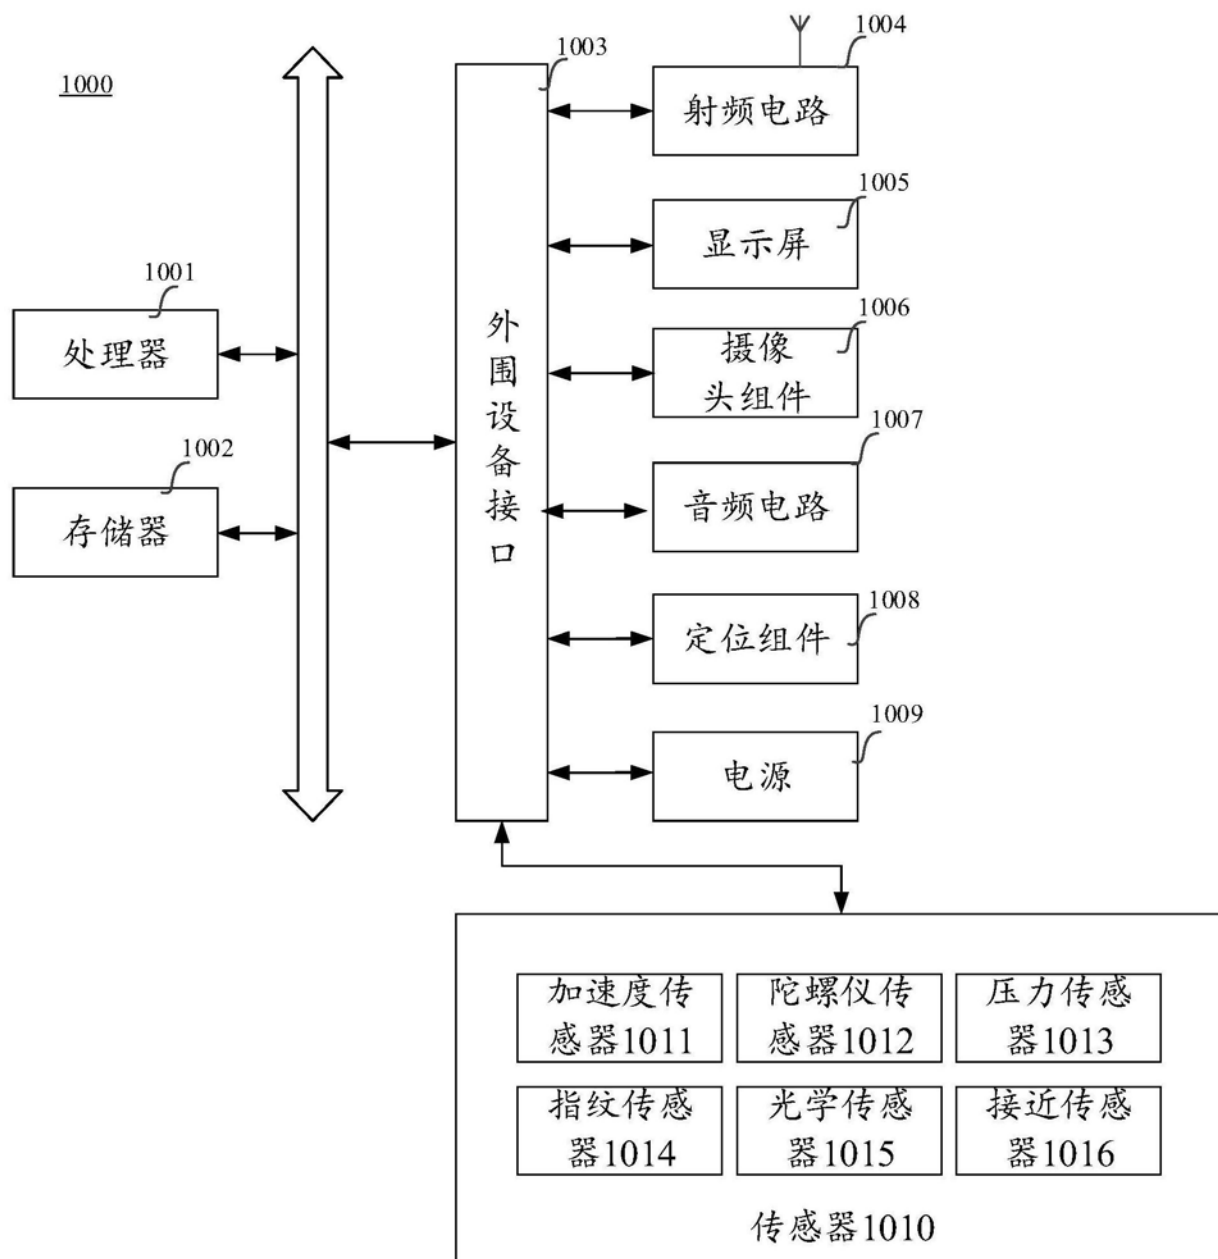 1000
1003
1004
射频电路
1005
显示屏
1001
处理器
1006
摄像
头组件
外围设备接口
1002
存储器
1007
音频电路
1008
定位组件
1009
电源
加速度传
感器1011
陀螺仪传
感器1012
压力传感
器1013
指纹传感
器1014
光学传感
器1015
接近传感
器1016
传感器1010